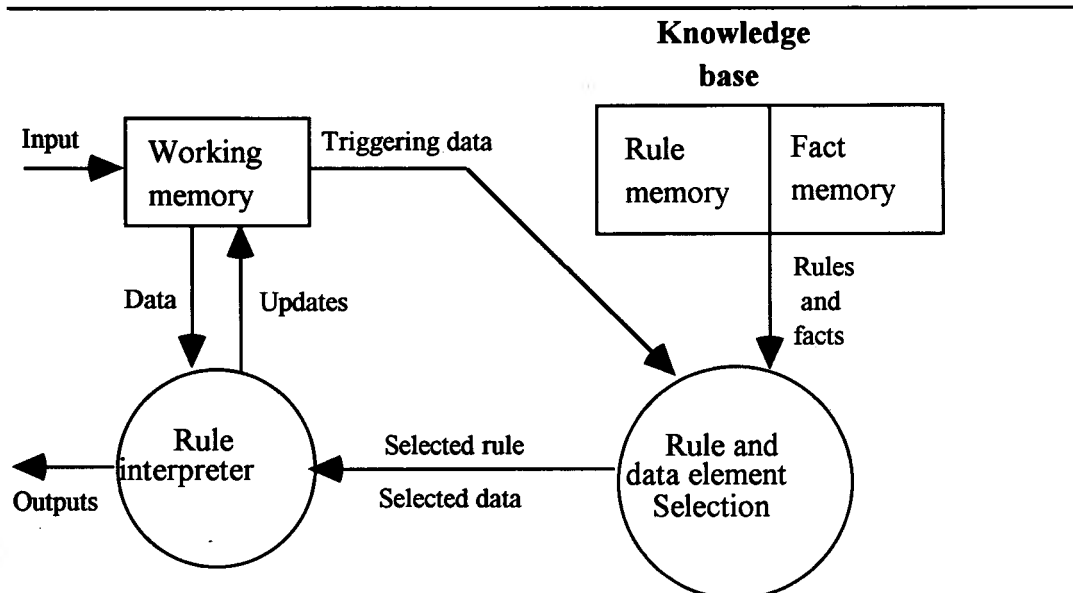 Knowledge
base
Input
Working
memory
Triggering data
Rule
memory
Fact
memory
Data
Updates
Rules
and
facts
Rule
interpreter
Selected rule
Selected data
Rule and
data element
Selection
Outputs